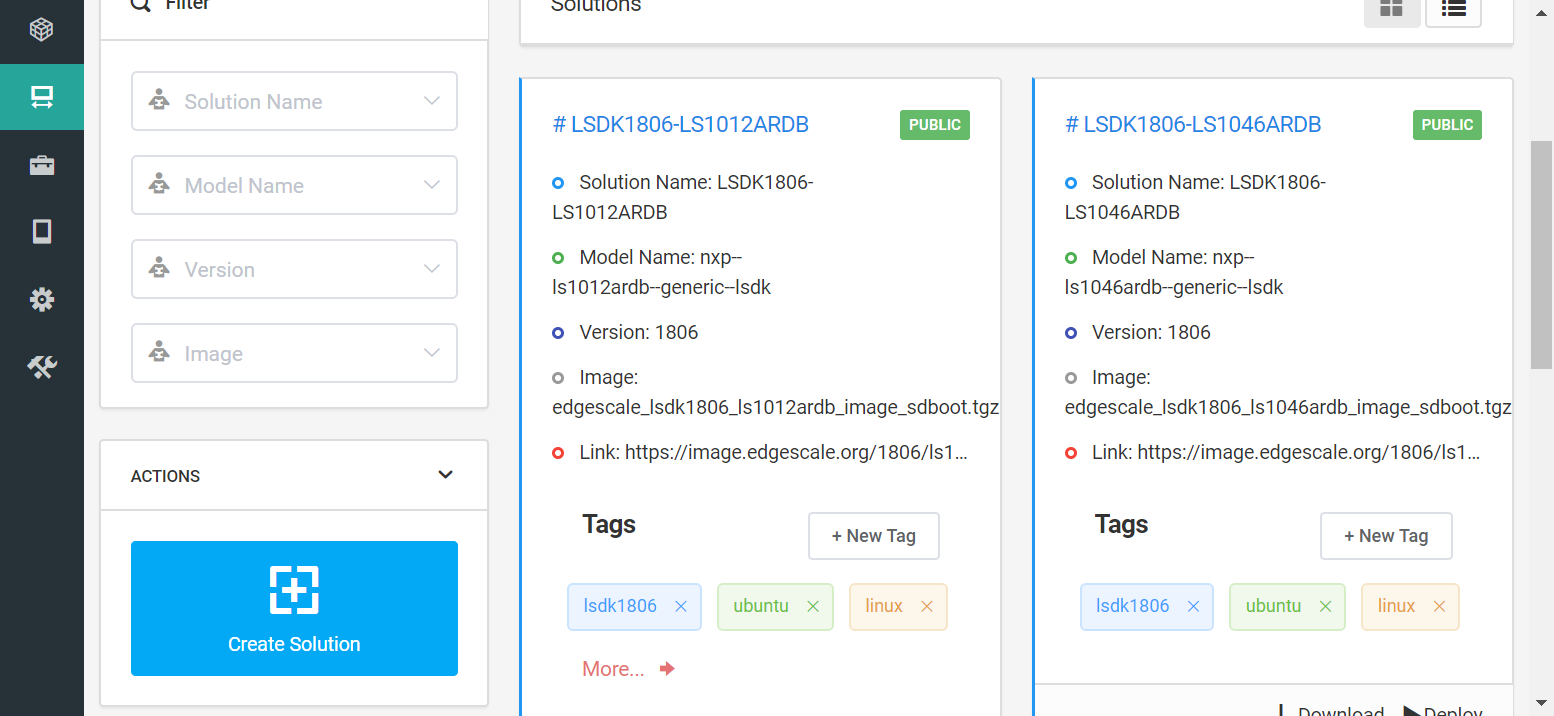 Filter
Solution Name
Model Name
Version
Image
ACTIONS
Create Solution
Solutions
# LSDK1806-LS1012ARDB
PUBLIC
Solution Name: LSDK1806-
LS1012ARDB
Model Name: nxp--
ls1012ardb--generic--lsdk
Version: 1806
Image:
edgescale_lsdk1806_ls1012ardb_image_sdboot.tgz
Link: https://image.edgescale.org/1806/ls1...
Tags
+ New Tag
lsdk1806
ubuntu
linux
More...
# LSDK1806-LS1046ARDB
PUBLIC
Solution Name: LSDK1806-
LS1046ARDB
Model Name: nxp--
ls1046ardb--generic--lsdk
Version: 1806
Image:
edgescale_lsdk1806_ls1046ardb_image_sdboot.tgz
Link: https://image.edgescale.org/1806/ls1...
Tags
+ New Tag
lsdk1806
ubuntu
linux
Download
Deploy